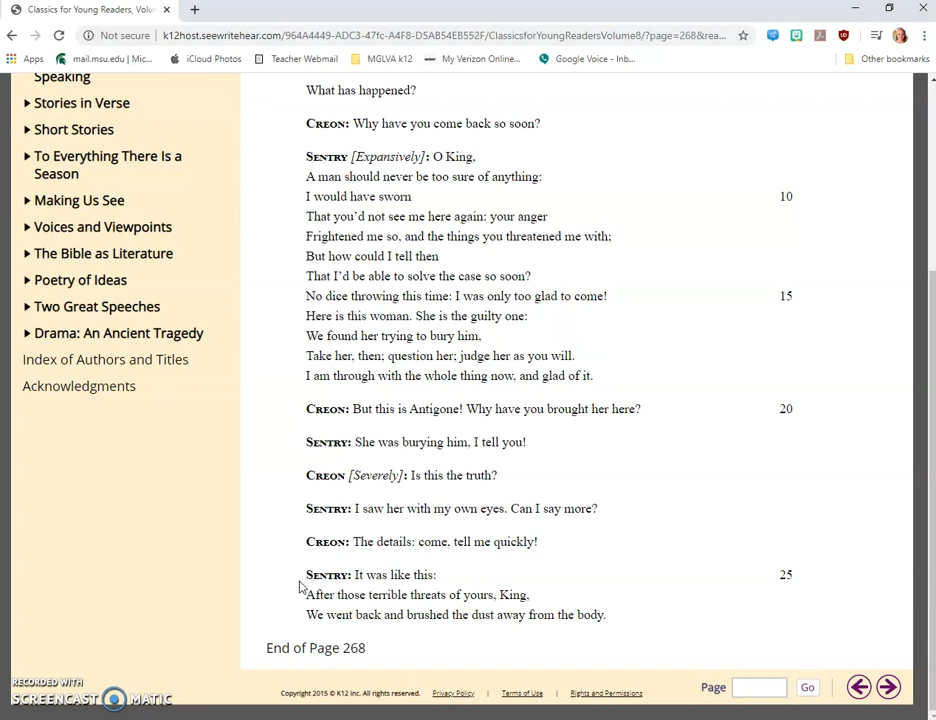 Classics for Young Readers, Volum
Not secure
k12host.seewritehear.com/964A4449-ADC3-47fc-A4F8-D5AB54EB552F/ClassicsforYoungReadersVolume8/?page=268&rea...
Apps
mail.msu.edu | Mic...
iCloud Photos
Teacher Webmail
MGLVA k12
My Verizon Online...
Google Voice - Inb...
Other bookmarks
Speaking
Stories in Verse
Short Stories
To Everything There Is a
Season
Making Us See
Voices and Viewpoints
The Bible as Literature
Poetry of Ideas
Two Great Speeches
Drama: An Ancient Tragedy
Index of Authors and Titles
Acknowledgments
What has happened?
CREON: Why have you come back so soon?
SENTRY [Expansively]: O King,
A man should never be too sure of anything:
I would have sworn 10
That you’d not see me here again: your anger
Frightened me so, and the things you threatened me with;
But how could I tell then
That I’d be able to solve the case so soon?
No dice throwing this time: I was only too glad to come! 15
Here is this woman. She is the guilty one:
We found her trying to bury him,
Take her, then; question her; judge her as you will.
I am through with the whole thing now, and glad of it.
CREON: But this is Antigone! Why have you brought her here? 20
SENTRY: She was burying him, I tell you!
CREON [Severely]: Is this the truth?
SENTRY: I saw her with my own eyes. Can I say more?
CREON: The details: come, tell me quickly!
SENTRY: It was like this: 25
After those terrible threats of yours, King,
We went back and brushed the dust away from the body.
End of Page 268
RECORDED WITH
SCREENCAST MATIC
Copyright 2015 © K12 Inc. All rights reserved. | Privacy Policy | Terms of Use | Rights and Permissions
Page Go